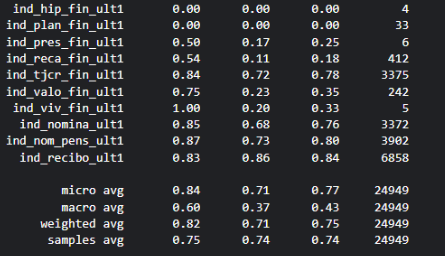 ind_hip_fin_ult1 0.00 0.00 0.00 4
ind_plan_fin_ult1 0.00 0.00 0.00 33
ind_pres_fin_ult1 0.50 0.17 0.25 6
ind_reca_fin_ult1 0.54 0.11 0.18 412
ind_tjcr_fin_ult1 0.84 0.72 0.78 3375
ind_valo_fin_ult1 0.75 0.23 0.35 242
ind_viv_fin_ult1 1.00 0.20 0.33 5
ind_nomina_ult1 0.85 0.68 0.76 3372
ind_nom_pens_ult1 0.87 0.73 0.80 3902
ind_recibo_ult1 0.83 0.86 0.84 6858
micro avg 0.84 0.71 0.77 24949
macro avg 0.60 0.37 0.43 24949
weighted avg 0.82 0.71 0.75 24949
samples avg 0.75 0.74 0.74 24949